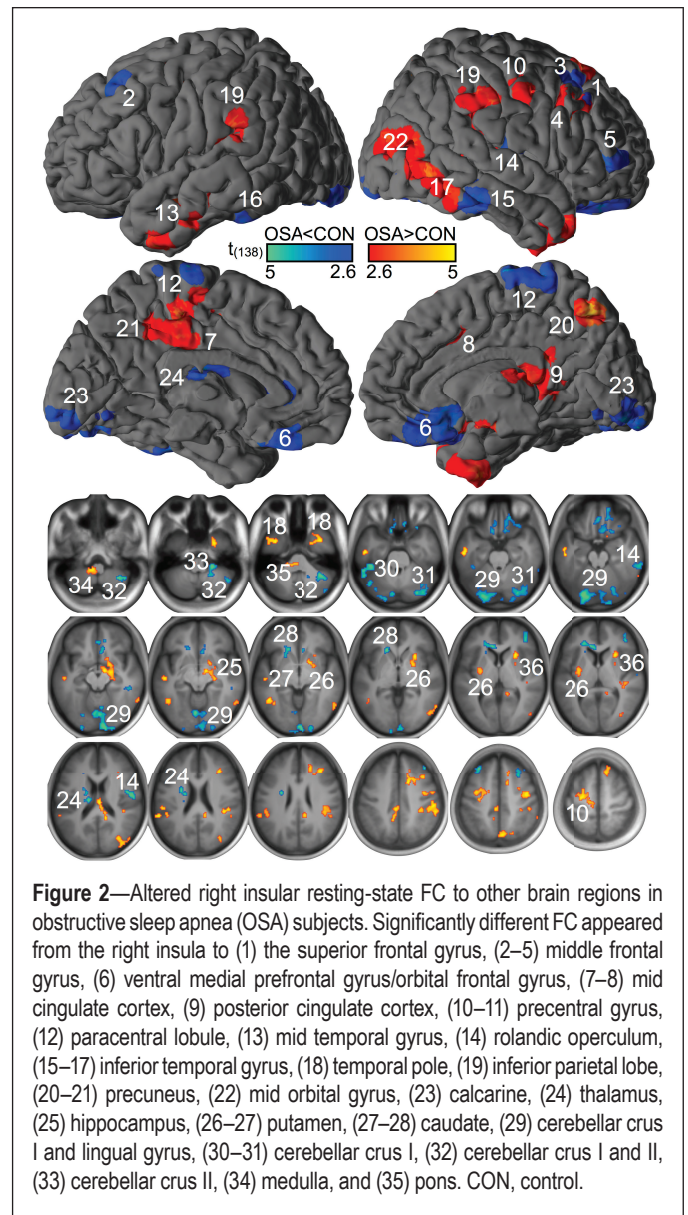 2
19
13
16
19
10
3
1
4
5
22
14
17
15
OSA<CON OSA>CON
t(138)
5 2.6 2.6 5
12
21
7
24
23
6
12
20
8
9
23
6
34 32
33 32
18 18 35 32
30 31
29 31
14 29
29
25 29
28 27 26
28 26
26 36
26 36
24 14
24
10
Figure 2—Altered right insular resting-state FC to other brain regions in
obstructive sleep apnea (OSA) subjects. Significantly different FC appeared
from the right insula to (1) the superior frontal gyrus, (2–5) middle frontal
gyrus, (6) ventral medial prefrontal gyrus/orbital frontal gyrus, (7–8) mid
cingulate cortex, (9) posterior cingulate cortex, (10–11) precentral gyrus,
(12) paracentral lobule, (13) mid temporal gyrus, (14) rolandic operculum,
(15–17) inferior temporal gyrus, (18) temporal pole, (19) inferior parietal lobe,
(20–21) precuneus, (22) mid orbital gyrus, (23) calcarine, (24) thalamus,
(25) hippocampus, (26–27) putamen, (27–28) caudate, (29) cerebellar crus
I and lingual gyrus, (30–31) cerebellar crus I, (32) cerebellar crus I and II,
(33) cerebellar crus II, (34) medulla, and (35) pons. CON, control.